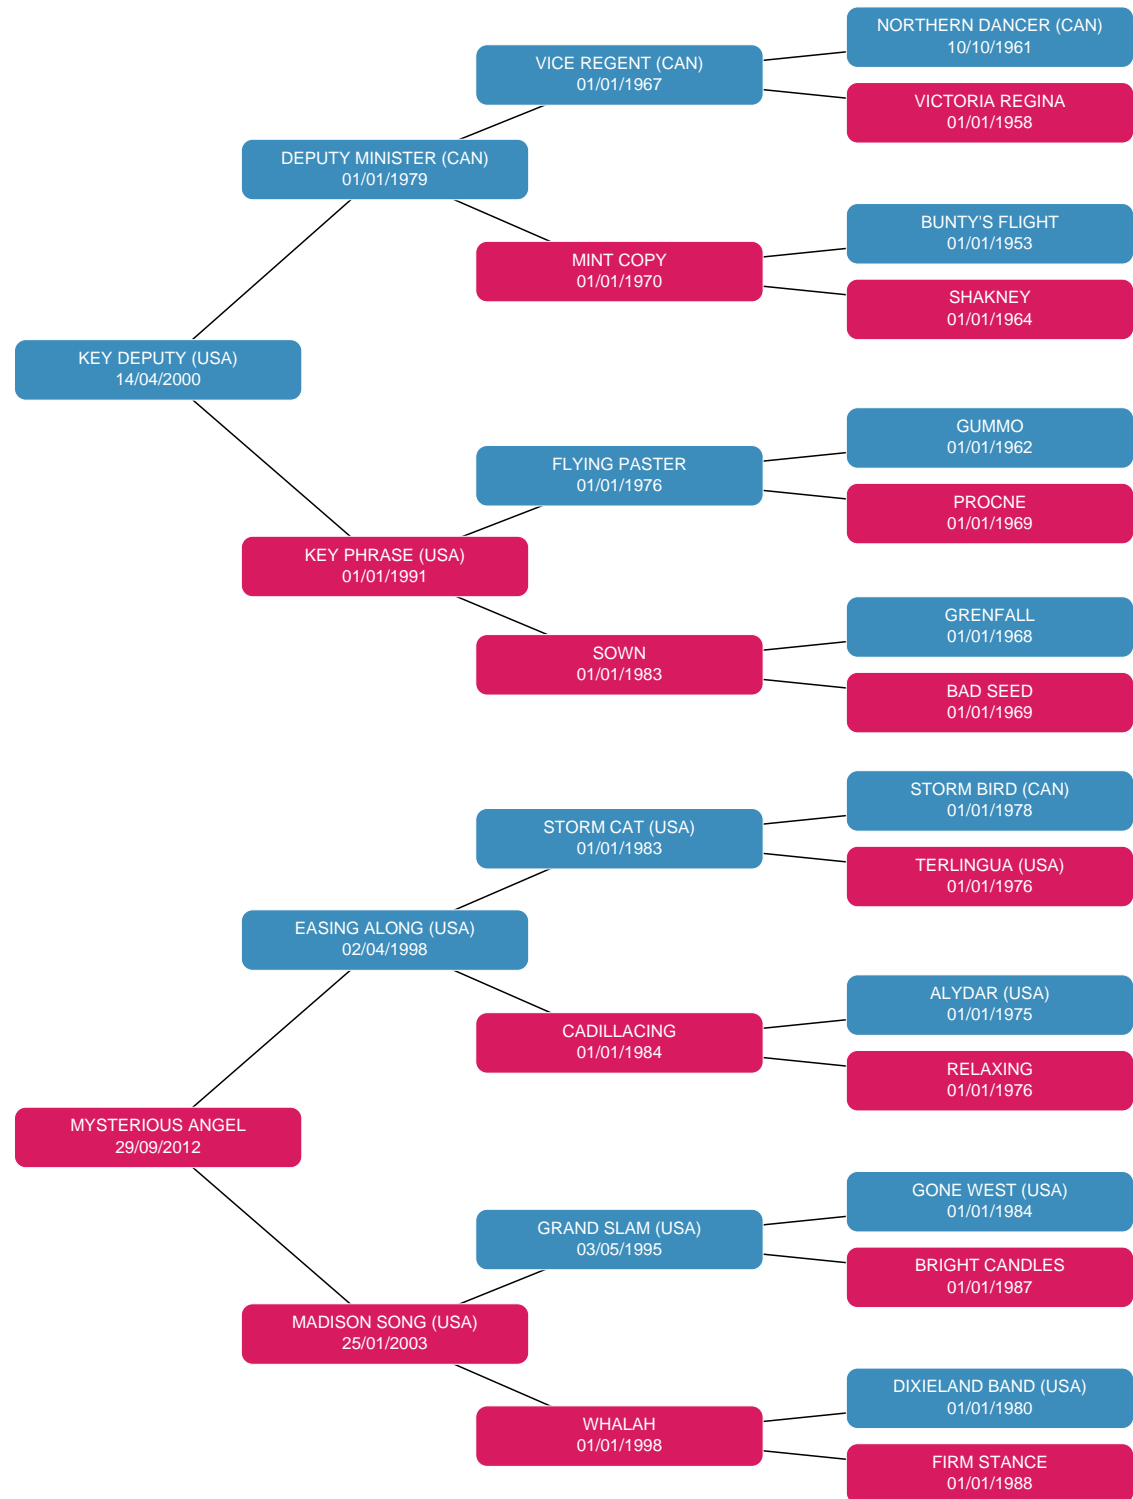 NORTHERN DANCER (CAN)
10/10/1961
VICE REGENT (CAN)
01/01/1967
VICTORIA REGINA
01/01/1958
DEPUTY MINISTER (CAN)
01/01/1979
BUNTY'S FLIGHT
01/01/1953
MINT COPY
01/01/1970
SHAKNEY
01/01/1964
KEY DEPUTY (USA)
14/04/2000
GUMMO
01/01/1962
FLYING PASTER
01/01/1976
PROCNE
01/01/1969
KEY PHRASE (USA)
01/01/1991
GRENFALL
01/01/1968
SOWN
01/01/1983
BAD SEED
01/01/1969
STORM BIRD (CAN)
01/01/1978
STORM CAT (USA)
01/01/1983
TERLINGUA (USA)
01/01/1976
EASING ALONG (USA)
02/04/1998
ALYDAR (USA)
01/01/1975
CADILLACING
01/01/1984
RELAXING
01/01/1976
MYSTERIOUS ANGEL
29/09/2012
GONE WEST (USA)
01/01/1984
GRAND SLAM (USA)
03/05/1995
BRIGHT CANDLES
01/01/1987
MADISON SONG (USA)
25/01/2003
DIXIELAND BAND (USA)
01/01/1980
WHALAH
01/01/1998
FIRM STANCE
01/01/1988